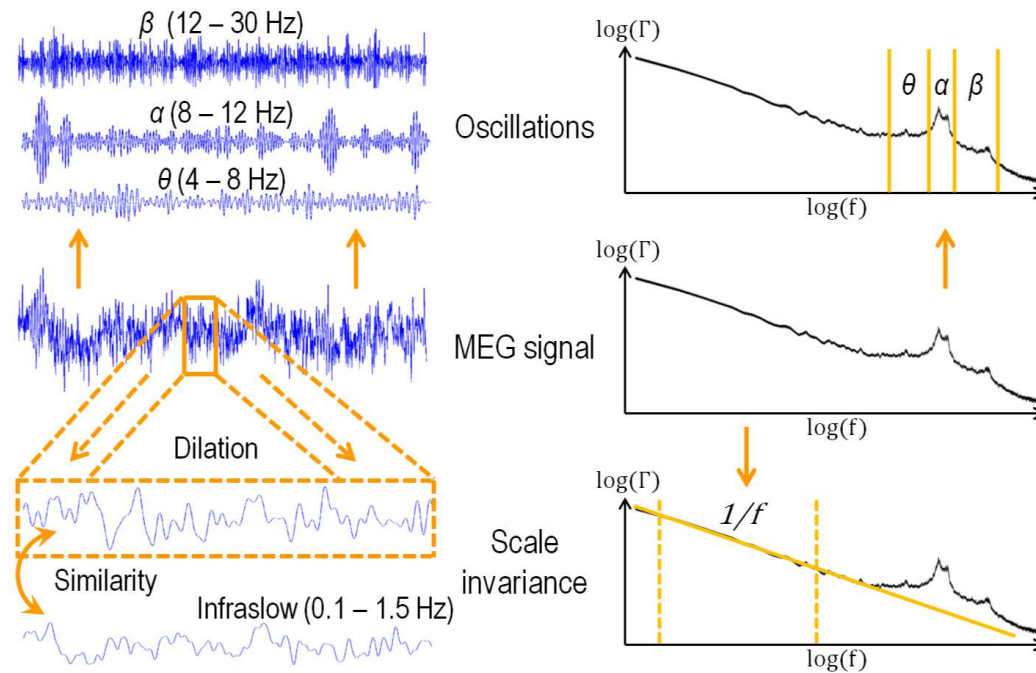 β (12 – 30 Hz)
α (8 – 12 Hz)
θ (4 – 8 Hz)
Oscillations
log(Γ)
θ α β
log(f)
MEG signal
log(Γ)
log(f)
Dilation
Similarity
Infraslow (0.1 – 1.5 Hz)
Scale
invariance
log(Γ)
1/f
log(f)